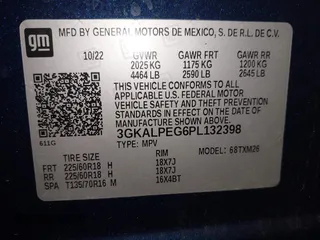 gm
MFD BY GENERAL MOTORS DE MEXICO, S. DE R.L. DE C.V.
10/22 GVWR GAWR FRT GAWR RR
2025 KG 1175 KG 1200 KG
4464 LB 2590 LB 2645 LB
THIS VEHICLE CONFORMS TO ALL
APPLICABLE U.S. FEDERAL MOTOR VEHICLE
SAFETY AND THEFT PREVENTION STANDARDS
IN EFFECT ON THE DATE OF
MANUFACTURE SHOWN ABOVE.
3GKALPEG6PL132398
611G
TYPE: MPV MODEL: 68TXM26
TIRE SIZE RIM
FRT 225/60R18 H 18X7J
RR 225/60R18 H 18X7J
SPA T135/70R16 M 16X4BT